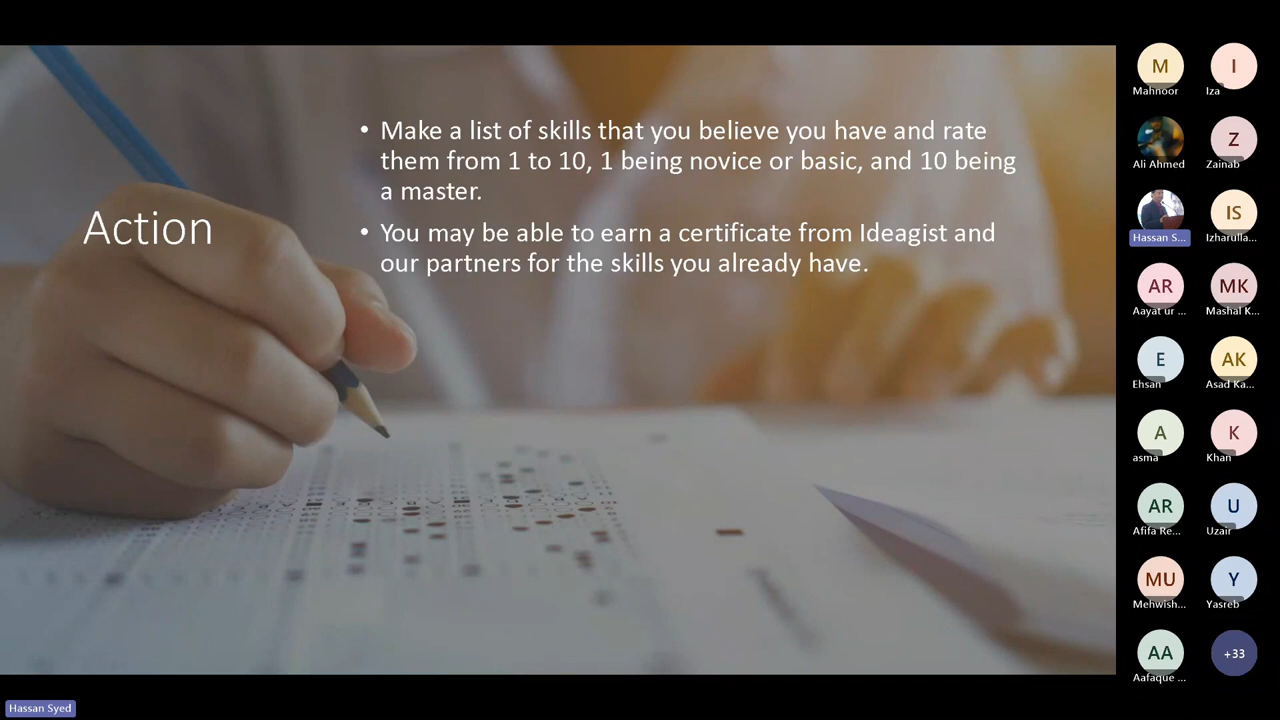 Action
• Make a list of skills that you believe you have and rate
them from 1 to 10, 1 being novice or basic, and 10 being
a master.
• You may be able to earn a certificate from Ideagist and
our partners for the skills you already have.
M
Mahnoor
I
Iza
Ali Ahmed
Z
Zainab
Hassan S...
IS
Izharulla...
AR
Aayat ur ...
MK
Mashal K...
E
Ehsan
AK
Asad Ka...
A
asma
K
Khan
AR
Afifa Re...
U
Uzair
MU
Mehwish...
Y
Yasreb
AA
Aafaque ...
+33
Hassan Syed